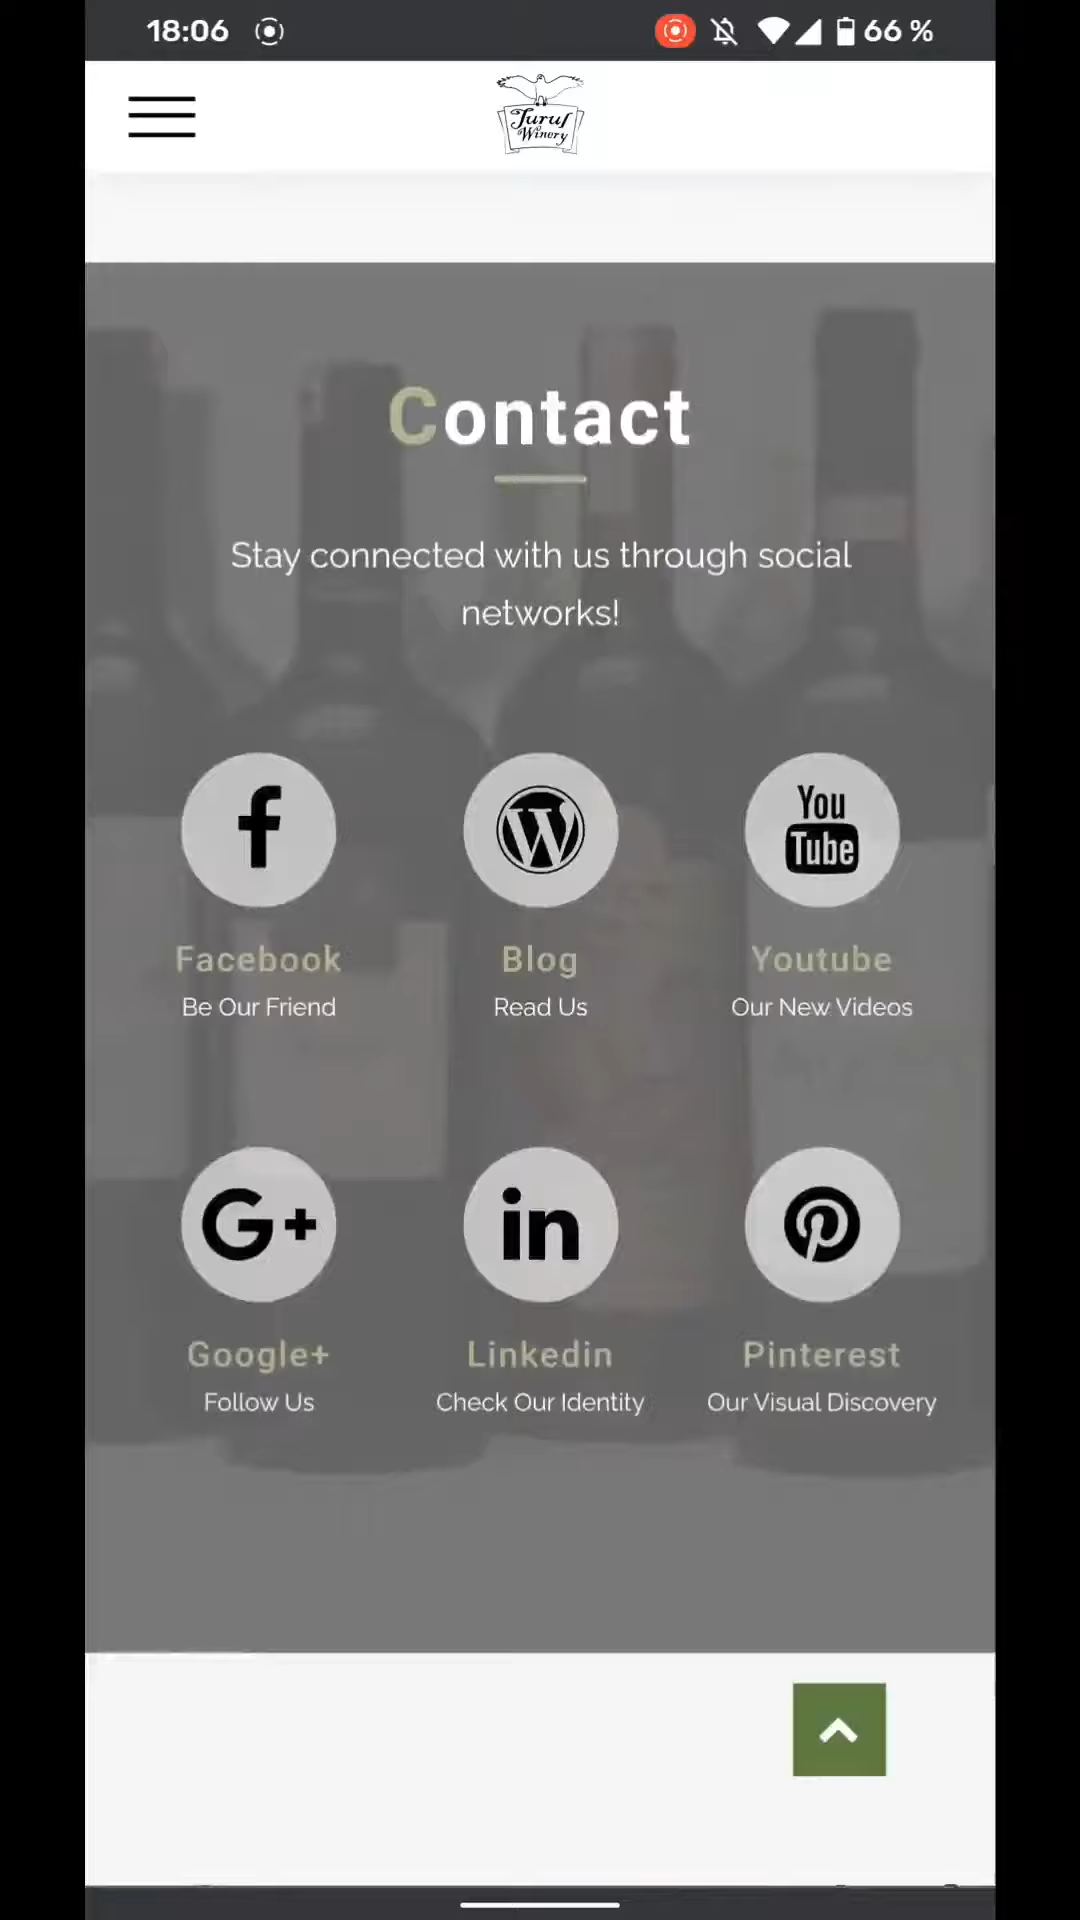 18:06
66 %
Turul
Winery
Contact
Stay connected with us through social
networks!
You
Tube
Facebook
Blog
Youtube
Be Our Friend
Read Us
Our New Videos
G+
in
Google+
Linkedin
Pinterest
Follow Us
Check Our Identity
Our Visual Discovery